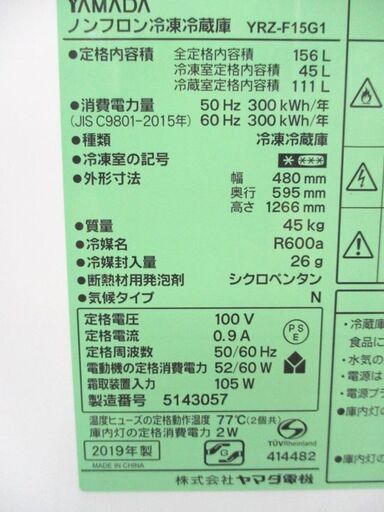 YAMADA
ノンフロン冷凍冷蔵庫 YRZ-F15G1
●定格内容積 全定格内容積 156 L
冷凍室定格内容積 45 L
冷蔵室定格内容積 111 L
●消費電力量 50 Hz 300 kWh/年
(JIS C9801-2015年) 60 Hz 300 kWh/年
●種類 冷凍冷蔵庫
●冷凍室の記号
●外形寸法 幅 480 mm
奥行 595 mm
高さ 1266 mm
●質量 45 kg
●冷媒名 R600a
●冷媒封入量 26 g
●断熱材用発泡剤 シクロペンタン
●気候タイプ N
定格電圧 100 V
定格電流 0.9 A
定格周波数 50/60 Hz
電動機の定格消費電力 52/60 W
霜取装置入力 105 W
製造番号 5143057
PSE
温度ヒューズの定格動作温度 77℃(2個共)
庫内灯の定格消費電力 2W
2019年製
MADE IN CHINA
G
TÜVRheinland
414482
株式会社ヤマダ電機
・冷蔵庫
食品に
・水気の
・電源は
電源プラ
・庫内灯